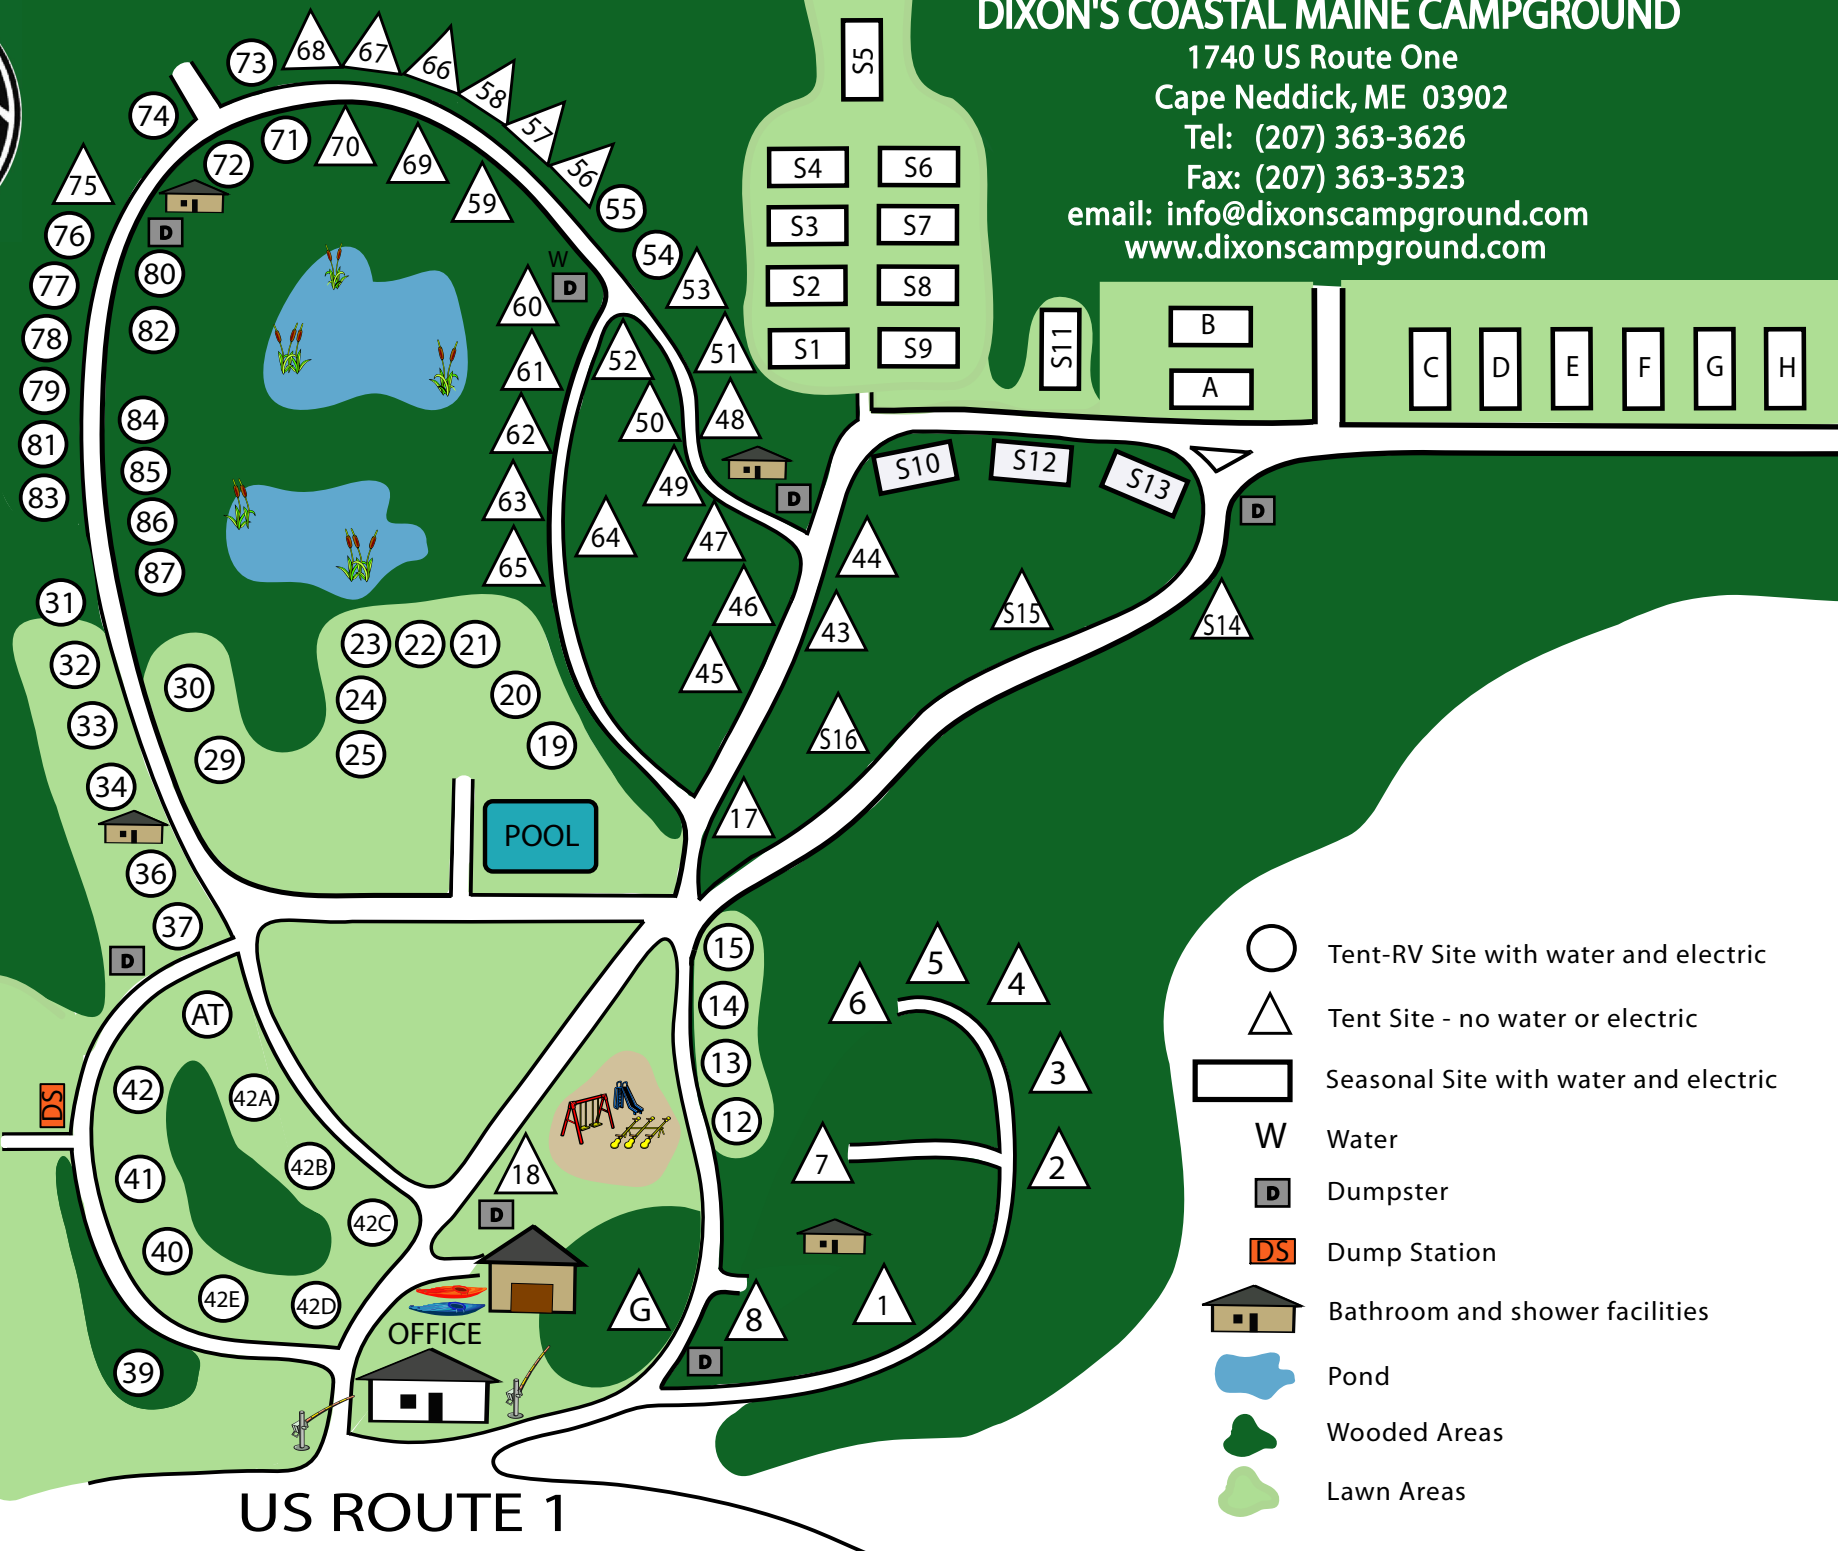 DIXON'S COASTAL MAINE CAMPGROUND
1740 US Route One
Cape Neddick, ME 03902
Tel: (207) 363-3626
Fax: (207) 363-3523
email: info@dixonscampground.com
www.dixonscampground.com
73
68
67
66
58
57
56
55
54
53
51
48
74
72
71
70
69
59
75
76
77
78
79
81
83
D
80
82
84
85
86
87
W
D
60
61
62
63
65
52
50
49
64
47
46
45
D
S5
S4
S6
S3
S7
S2
S8
S1
S9
S11
B
A
C
D
E
F
G
H
S10
S12
S13
D
44
43
S15
S14
S16
17
31
32
33
34
36
37
D
30
29
23
22
21
24
20
25
19
POOL
AT
42
42A
DS
41
42B
40
42C
42E
42D
39
15
14
13
12
18
D
6
5
4
3
2
7
1
8
G
D
OFFICE
US ROUTE 1
Tent-RV Site with water and electric
Tent Site - no water or electric
Seasonal Site with water and electric
W Water
D Dumpster
DS Dump Station
Bathroom and shower facilities
Pond
Wooded Areas
Lawn Areas